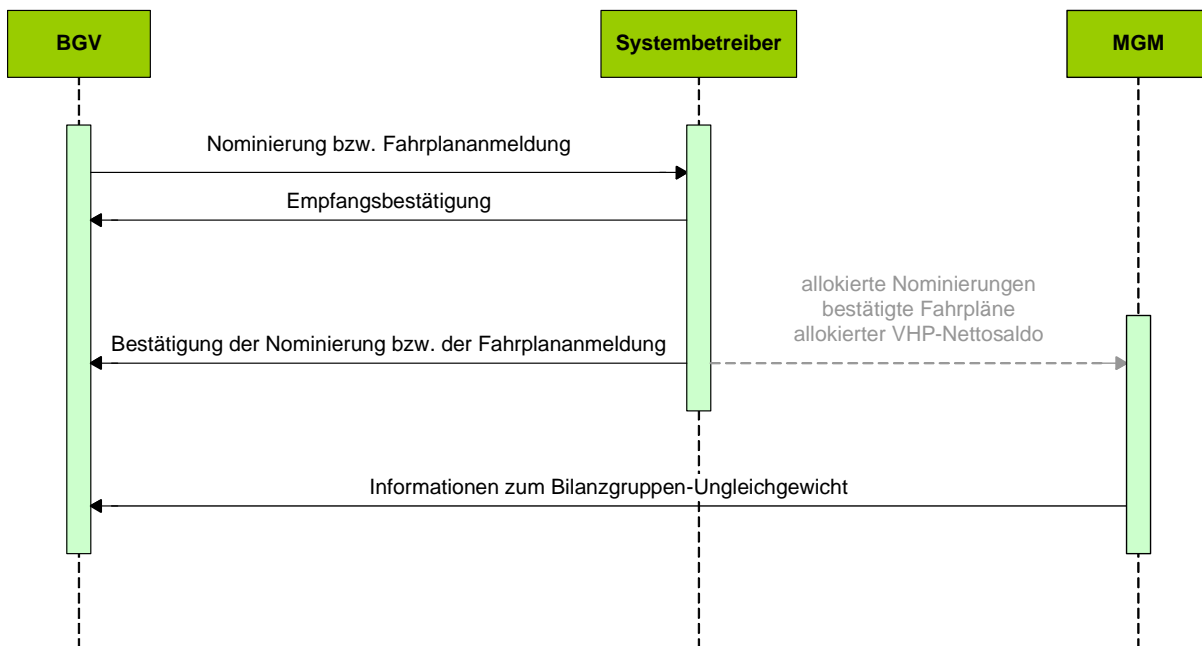 BGV
Systembetreiber
MGM
Nominierung bzw. Fahrplananmeldung
Empfangsbestätigung
allokierte Nominierungen
bestätigte Fahrpläne
allokierter VHP-Nettosaldo
Bestätigung der Nominierung bzw. der Fahrplananmeldung
Informationen zum Bilanzgruppen-Ungleichgewicht